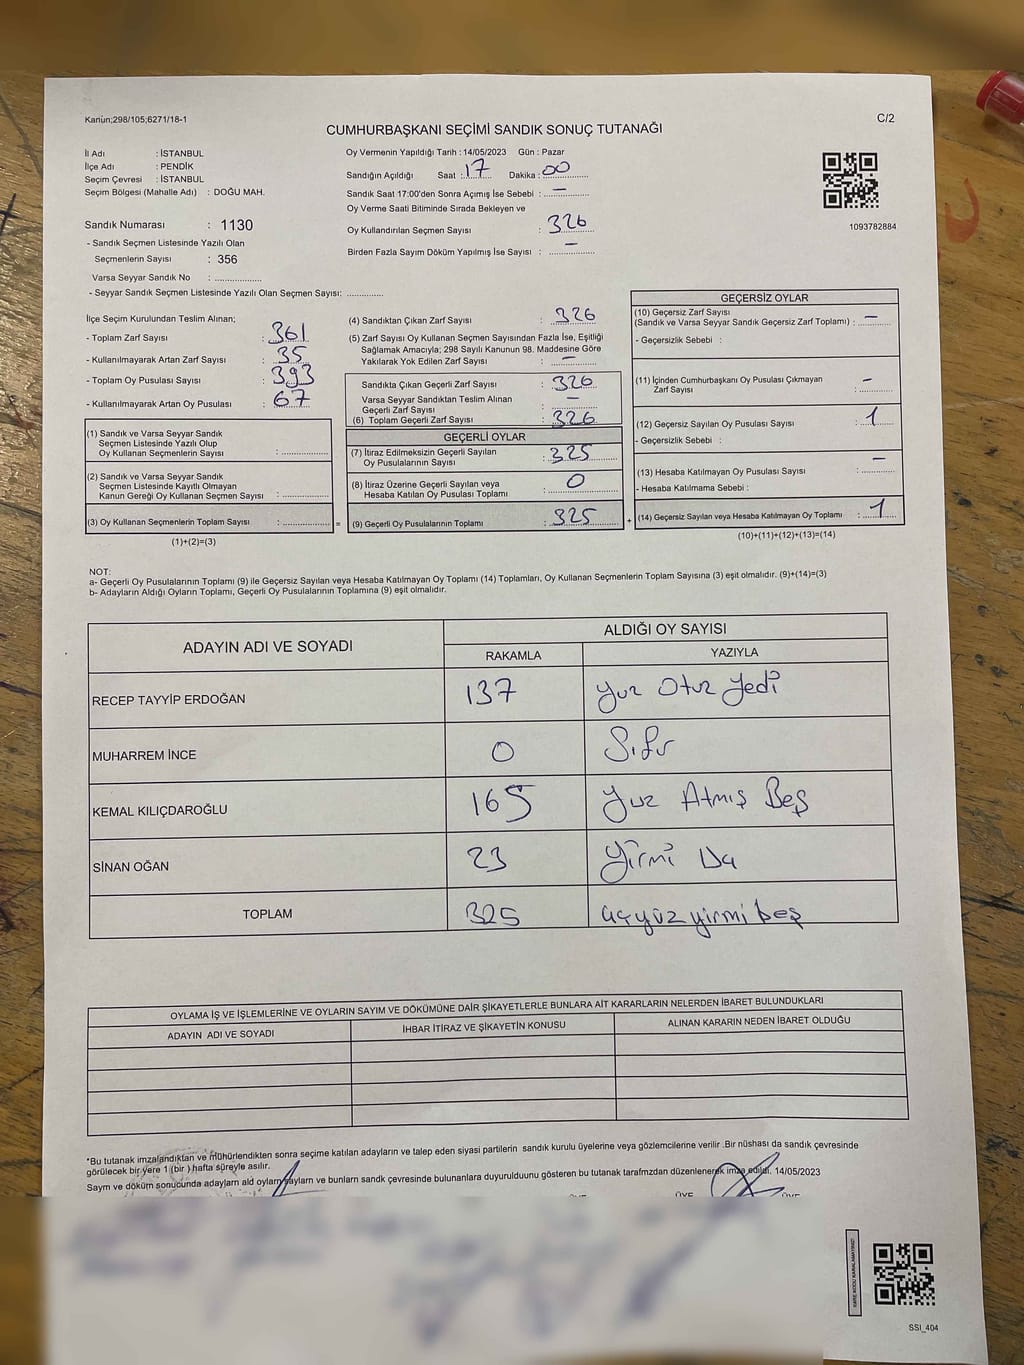 Kanun;298/105;6271/18-1
C/2
CUMHURBAŞKANI SEÇİMİ SANDIK SONUÇ TUTANAĞI
İl Adı : İSTANBUL
İlçe Adı : PENDİK
Seçim Çevresi : İSTANBUL
Seçim Bölgesi (Mahalle Adı) : DOĞU MAH.
Oy Vermenin Yapıldığı Tarih : 14/05/2023 Gün : Pazar
Sandığın Açıldığı Saat : 17 Dakika : 00
Sandık Saat 17:00'den Sonra Açımış İse Sebebi : –
Oy Verme Saati Bitiminde Sırada Bekleyen ve
Oy Kullandırılan Seçmen Sayısı : 326
Birden Fazla Sayım Döküm Yapılmış İse Sayısı : –
1093782884
Sandık Numarası : 1130
- Sandık Seçmen Listesinde Yazılı Olan
Seçmenlerin Sayısı : 356
Varsa Seyyar Sandık No : ................
- Seyyar Sandık Seçmen Listesinde Yazılı Olan Seçmen Sayısı: ............
İlçe Seçim Kurulundan Teslim Alınan;
- Toplam Zarf Sayısı : 361
- Kullanılmayarak Artan Zarf Sayısı : 35
- Toplam Oy Pusulası Sayısı : 393
- Kullanılmayarak Artan Oy Pusulası : 67
(1) Sandık ve Varsa Seyyar Sandık
Seçmen Listesinde Yazılı Olup
Oy Kullanan Seçmenlerin Sayısı : ................
(2) Sandık ve Varsa Seyyar Sandık
Seçmen Listesinde Kayıtlı Olmayan
Kanun Gereği Oy Kullanan Seçmen Sayısı : ................
(3) Oy Kullanan Seçmenlerin Toplam Sayısı : ................ =
(1)+(2)=(3)
(4) Sandıktan Çıkan Zarf Sayısı : 326
(5) Zarf Sayısı Oy Kullanan Seçmen Sayısından Fazla İse, Eşitliği
Sağlamak Amacıyla; 298 Sayılı Kanunun 98. Maddesine Göre
Yakılarak Yok Edilen Zarf Sayısı : –
Sandıkta Çıkan Geçerli Zarf Sayısı : 326
Varsa Seyyar Sandıktan Teslim Alınan
Geçerli Zarf Sayısı : –
(6) Toplam Geçerli Zarf Sayısı : 326
GEÇERLİ OYLAR
(7) İtiraz Edilmeksizin Geçerli Sayılan
Oy Pusulalarının Sayısı : 325
(8) İtiraz Üzerine Geçerli Sayılan veya
Hesaba Katılan Oy Pusulası Toplamı : 0
(9) Geçerli Oy Pusulalarının Toplamı : 325 +
GEÇERSİZ OYLAR
(10) Geçersiz Zarf Sayısı
(Sandık ve Varsa Seyyar Sandık Geçersiz Zarf Toplamı) : –
- Geçersizlik Sebebi :
(11) İçinden Cumhurbaşkanı Oy Pusulası Çıkmayan
Zarf Sayısı : –
(12) Geçersiz Sayılan Oy Pusulası Sayısı : 1
- Geçersizlik Sebebi :
(13) Hesaba Katılmayan Oy Pusulası Sayısı : –
- Hesaba Katılmama Sebebi :
(14) Geçersiz Sayılan veya Hesaba Katılmayan Oy Toplamı : 1
(10)+(11)+(12)+(13)=(14)
NOT:
a- Geçerli Oy Pusulalarının Toplamı (9) ile Geçersiz Sayılan veya Hesaba Katılmayan Oy Toplamı (14) Toplamları, Oy Kullanan Seçmenlerin Toplam Sayısına (3) eşit olmalıdır. (9)+(14)=(3)
b- Adayların Aldığı Oyların Toplamı, Geçerli Oy Pusulalarının Toplamına (9) eşit olmalıdır.
ADAYIN ADI VE SOYADI
ALDIĞI OY SAYISI
RAKAMLA YAZIYLA
RECEP TAYYİP ERDOĞAN 137 Yuz Otuz Yedi
MUHARREM İNCE 0 Sıfır
KEMAL KILIÇDAROĞLU 165 Yuz Atmış Beş
SİNAN OĞAN 23 Yirmi
TOPLAM 325 üçyüz yirmi beş
OYLAMA İŞ VE İŞLEMLERİNE VE OYLARIN SAYIM VE DÖKÜMÜNE DAİR ŞİKAYETLERLE BUNLARA AİT KARARLARIN NELERDEN İBARET BULUNDUKLARI
ADAYIN ADI VE SOYADI İHBAR İTİRAZ VE ŞİKAYETİN KONUSU ALINAN KARARIN NEDEN İBARET OLDUĞU
*Bu tutanak imzalandıktan ve mühürlendikten sonra seçime katılan adayların ve talep eden siyasi partilerin sandık kurulu üyelerine veya gözlemcilerine verilir .Bir nüshası da sandık çevresinde
görülecek bir yere 1 (bir ) hafta süreyle asılır.
Sayım ve döküm sonucunda adayların aldı oyların sayların ve bunların sandk çevresinde bulunanlara duyurulduunu gösteren bu tutanak tarafmzdan düzenlenerek imza edildi. 14/05/2023
ÜYE ÜYE
SSI_404